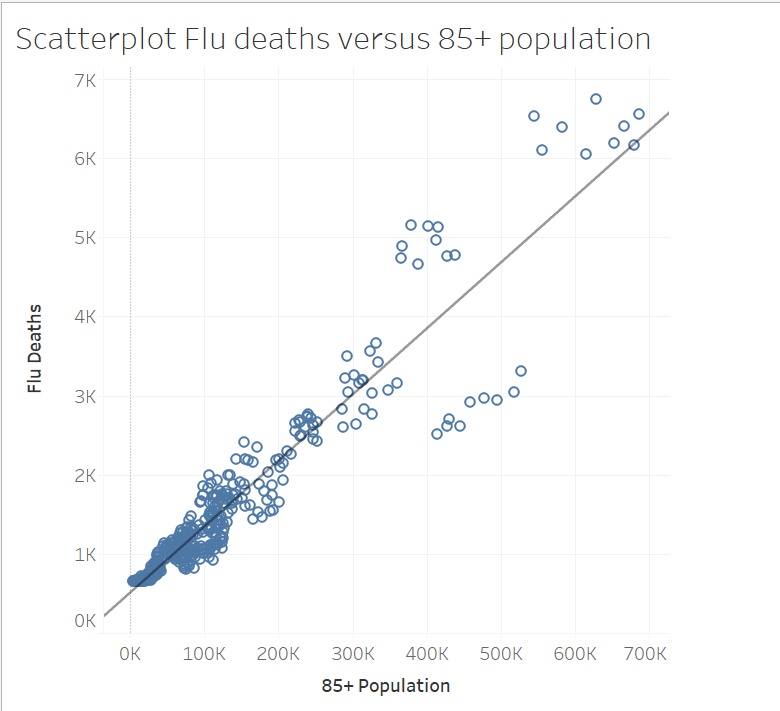 Scatterplot Flu deaths versus 85+ population
7K
6K
5K
4K
3K
2K
1K
0K
Flu Deaths
0K 100K 200K 300K 400K 500K 600K 700K
85+ Population